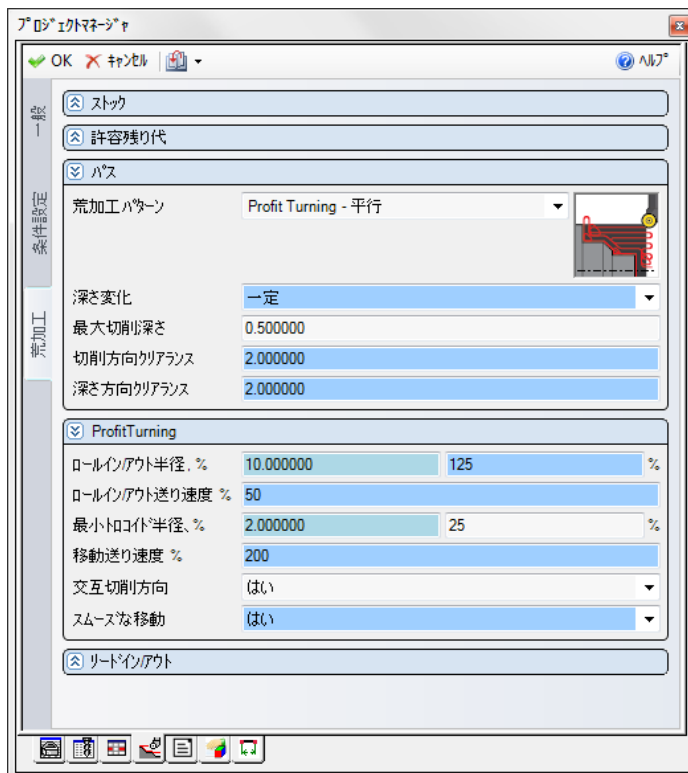 ﾌﾟﾛｼﾞｪｸﾄﾏﾈｰｼﾞｬ
OK ｷｬﾝｾﾙ ﾍﾙﾌﾟ
一般
条件設定
荒加工
ｽﾄｯｸ
許容残り代
ﾊﾟｽ
荒加工ﾊﾟﾀｰﾝ Profit Turning - 平行
深さ変化 一定
最大切削深さ 0.500000
切削方向ｸﾘｱﾗﾝｽ 2.000000
深さ方向ｸﾘｱﾗﾝｽ 2.000000
ProfitTurning
ﾛｰﾙｲﾝ/ｱｳﾄ半径, % 10.000000 125 %
ﾛｰﾙｲﾝ/ｱｳﾄ送り速度 % 50
最小ﾄﾛｺｲﾄﾞ半径、% 2.000000 25 %
移動送り速度 % 200
交互切削方向 はい
ｽﾑｰｽﾞな移動 はい
ﾘｰﾄﾞｲﾝ/ｱｳﾄ